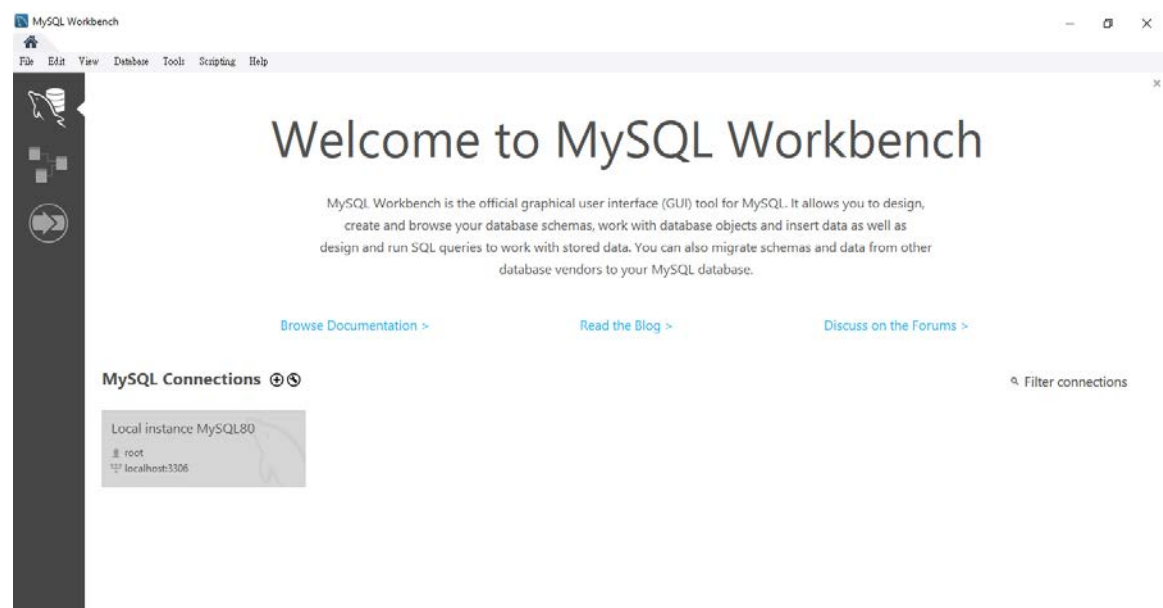 MySQL Workbench
File Edit View Database Tools Scripting Help
Welcome to MySQL Workbench
MySQL Workbench is the official graphical user interface (GUI) tool for MySQL. It allows you to design,
create and browse your database schemas, work with database objects and insert data as well as
design and run SQL queries to work with stored data. You can also migrate schemas and data from other
database vendors to your MySQL database.
Browse Documentation > Read the Blog > Discuss on the Forums >
MySQL Connections Filter connections
Local instance MySQL80
root
localhost:3306